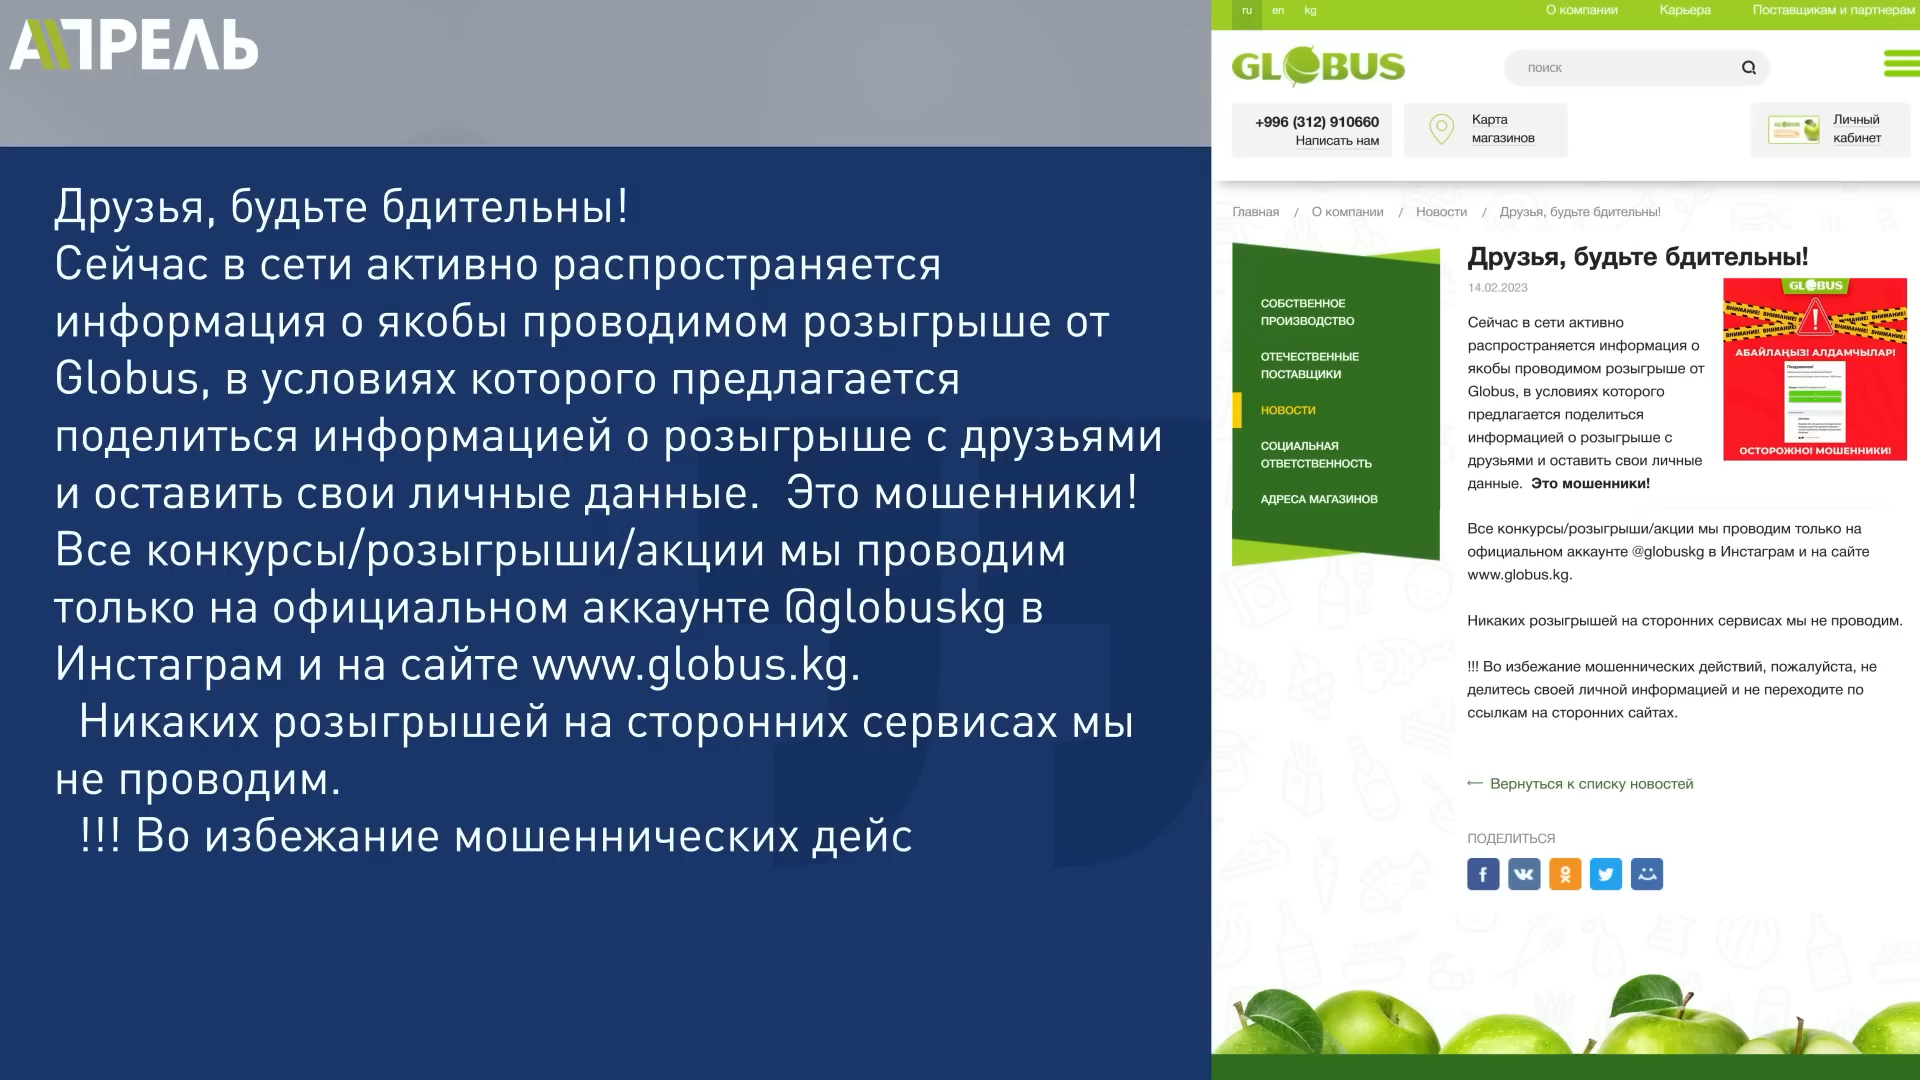 АПРЕЛЬ
Друзья, будьте бдительны!
Сейчас в сети активно распространяется
информация о якобы проводимом розыгрыше от
Globus, в условиях которого предлагается
поделиться информацией о розыгрыше с друзьями
и оставить свои личные данные.  Это мошенники!
Все конкурсы/розыгрыши/акции мы проводим
только на официальном аккаунте @globuskg в
Инстаграм и на сайте www.globus.kg.
Никаких розыгрышей на сторонних сервисах мы
не проводим.
!!! Во избежание мошеннических дейс
ru en kg
О компании Карьера Поставщикам и партнерам
GLOBUS
поиск
+996 (312) 910660
Написать нам
Карта
магазинов
Личный
кабинет
Главная / О компании / Новости / Друзья, будьте бдительны!
СОБСТВЕННОЕ
ПРОИЗВОДСТВО
ОТЕЧЕСТВЕННЫЕ
ПОСТАВЩИКИ
НОВОСТИ
СОЦИАЛЬНАЯ
ОТВЕТСТВЕННОСТЬ
АДРЕСА МАГАЗИНОВ
Друзья, будьте бдительны!
14.02.2023
Сейчас в сети активно
распространяется информация о
якобы проводимом розыгрыше от
Globus, в условиях которого
предлагается поделиться
информацией о розыгрыше с
друзьями и оставить свои личные
данные.  Это мошенники!
GLOBUS
ВНИМАНИЕ! ВНИМАНИЕ!
АБАЙЛАҢЫЗ! АЛДАМЧЫЛАР!
ОСТОРОЖНО! МОШЕННИКИ!
Все конкурсы/розыгрыши/акции мы проводим только на
официальном аккаунте @globuskg в Инстаграм и на сайте
www.globus.kg.
Никаких розыгрышей на сторонних сервисах мы не проводим.
!!! Во избежание мошеннических действий, пожалуйста, не
делитесь своей личной информацией и не переходите по
ссылкам на сторонних сайтах.
← Вернуться к списку новостей
ПОДЕЛИТЬСЯ